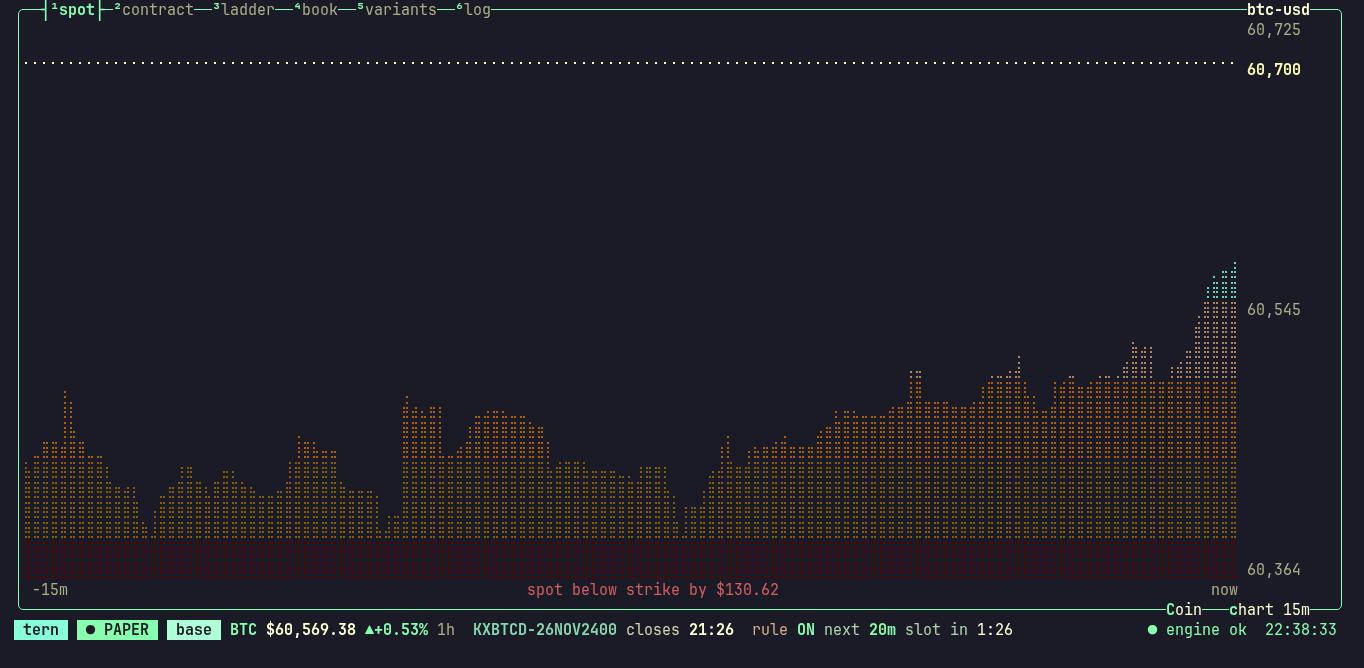 ¹spot ²contract ³ladder ⁴book ⁵variants ⁶log btc-usd
60,725
60,700
60,545
60,364
-15m spot below strike by $130.62 now
Coin chart 15m
tern ● PAPER base BTC $60,569.38 ▲+0.53% 1h KXBTCD-26NOV2400 closes 21:26 rule ON next 20m slot in 1:26 ● engine ok 22:38:33